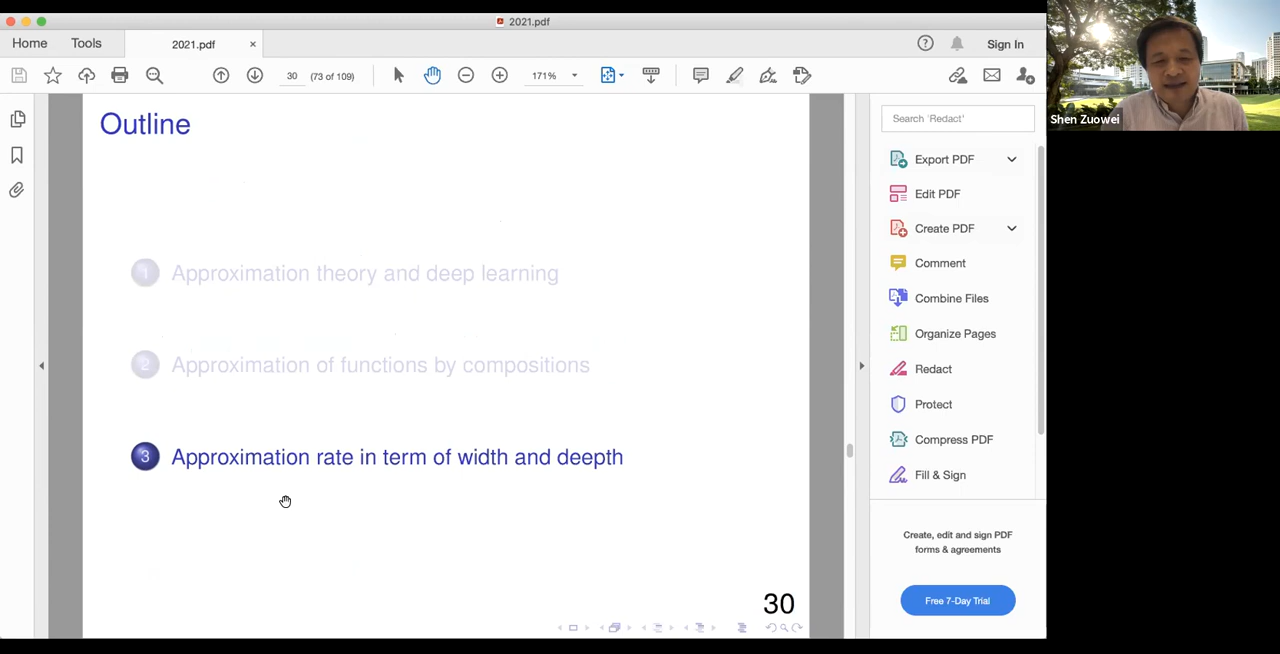 2021.pdf
Home
Tools
2021.pdf
×
Sign In
30
(73 of 109)
171%
Shen Zuowei
Outline
1 Approximation theory and deep learning
2 Approximation of functions by compositions
3 Approximation rate in term of width and deepth
30
Search 'Redact'
Export PDF
Edit PDF
Create PDF
Comment
Combine Files
Organize Pages
Redact
Protect
Compress PDF
Fill & Sign
Create, edit and sign PDF
forms & agreements
Free 7-Day Trial